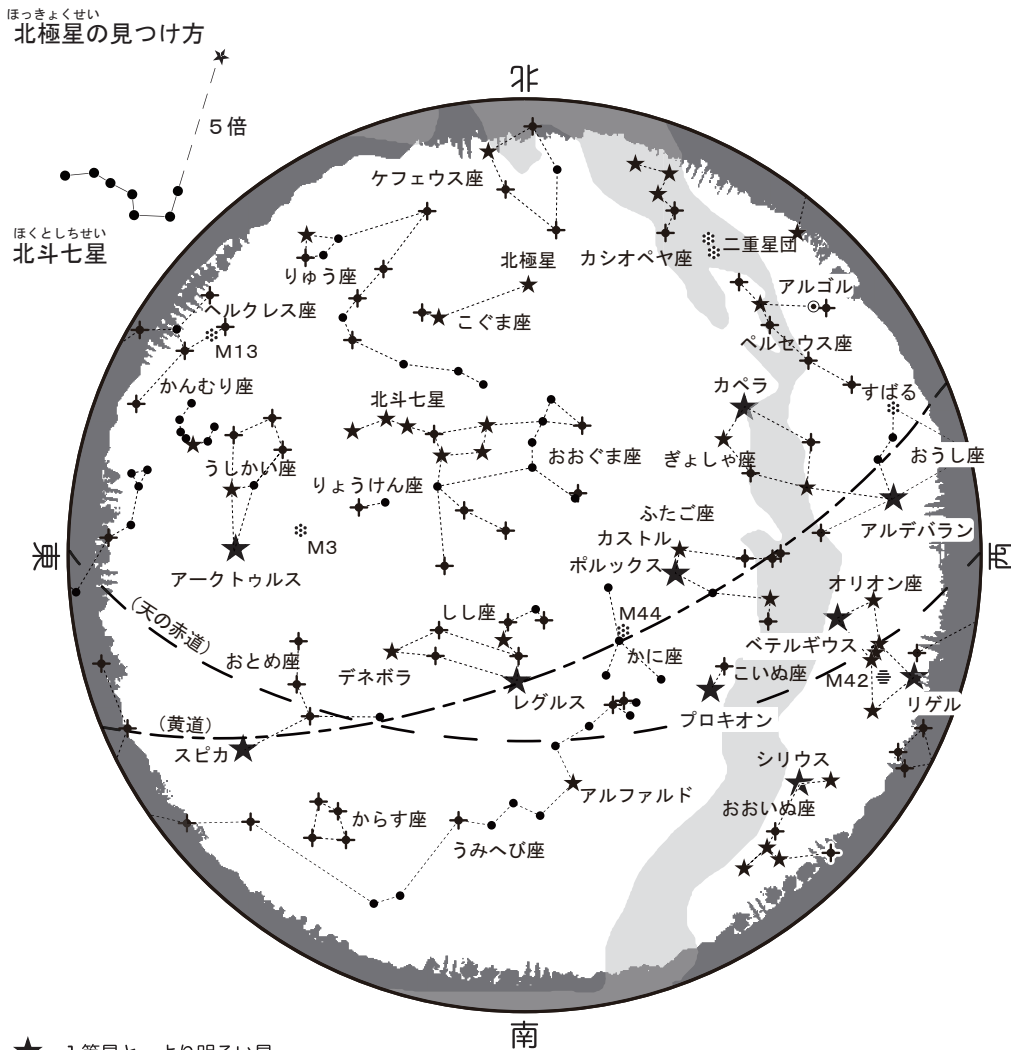 ほっきょくせい
北極星の見つけ方
5倍
ほくとしちせい
北斗七星
北
ケフェウス座
カシオペヤ座
二重星団
北極星
りゅう座
アルゴル
ヘルクレス座
こぐま座
ペルセウス座
M13
かんむり座
カペラ
すばる
北斗七星
うしかい座
おおぐま座
ぎょしゃ座
おうし座
りょうけん座
ふたご座
アルデバラン
M3
カストル
東
西
アークトゥルス
ポルックス
オリオン座
(天の赤道)
しし座
M44
ベテルギウス
おとめ座
デネボラ
かに座
こいぬ座
M42
レグルス
プロキオン
リゲル
(黄道)
スピカ
シリウス
アルファルド
おおいぬ座
からす座
うみへび座
南